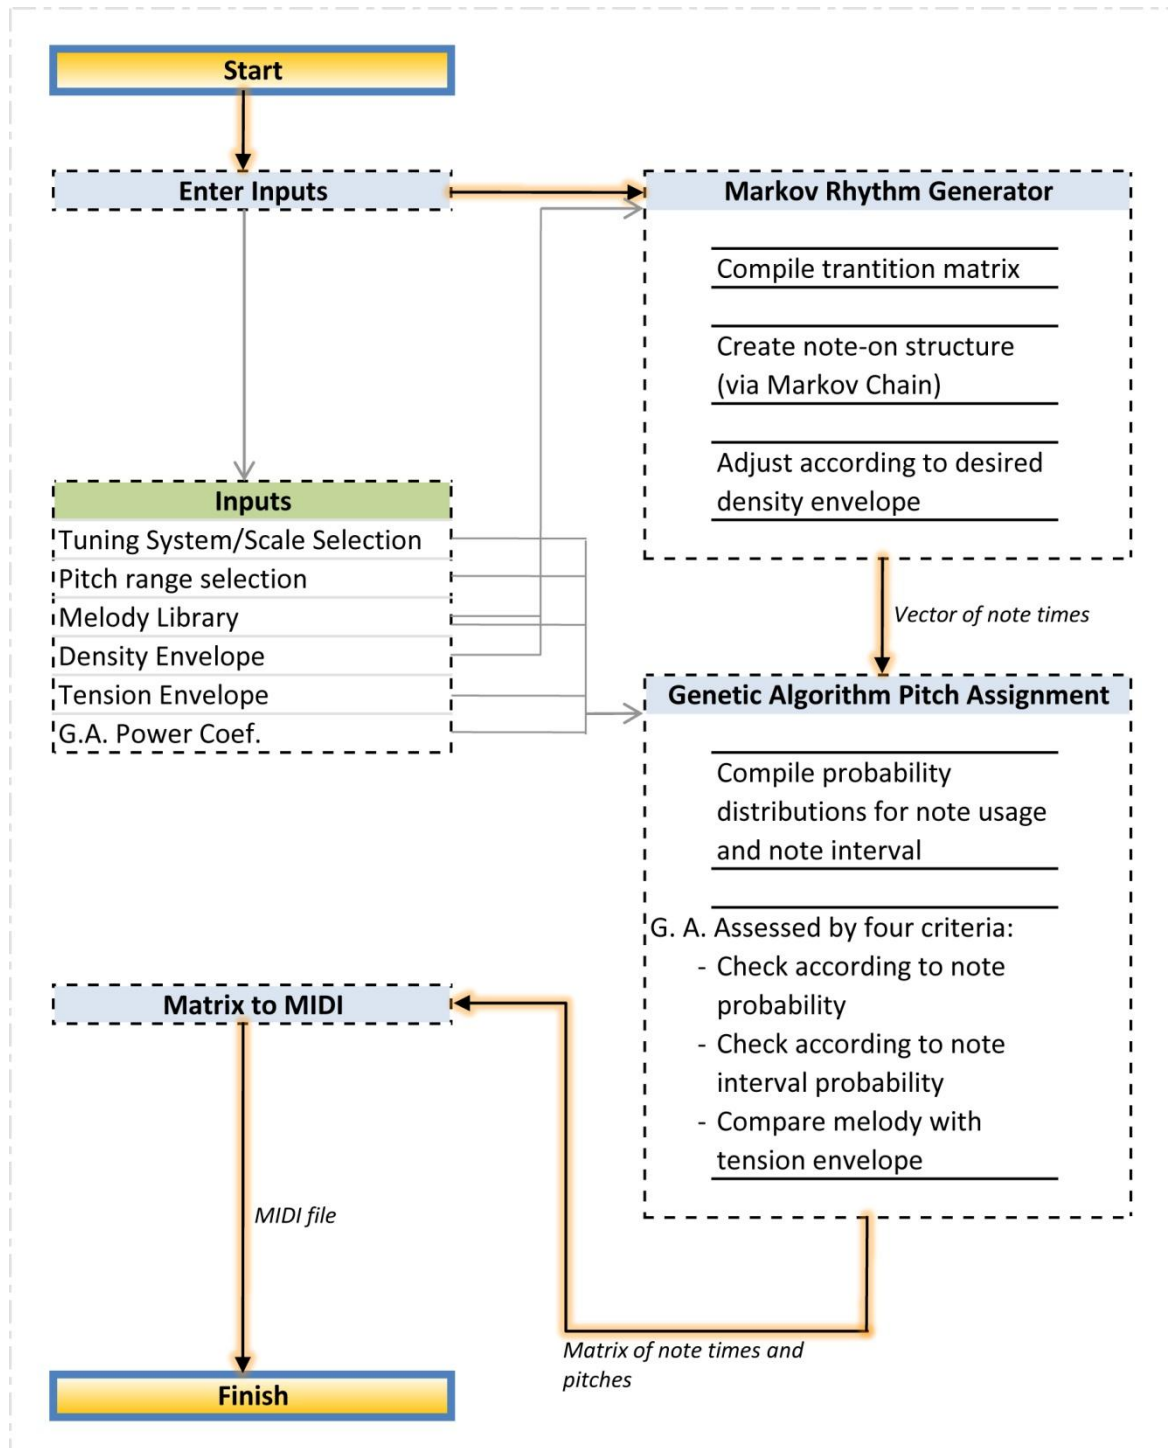 Start
Enter Inputs
Markov Rhythm Generator
Compile trantition matrix
Create note-on structure
(via Markov Chain)
Adjust according to desired
density envelope
Inputs
Tuning System/Scale Selection
Pitch range selection
Melody Library
Density Envelope
Tension Envelope
G.A. Power Coef.
Vector of note times
Genetic Algorithm Pitch Assignment
Compile probability
distributions for note usage
and note interval
G. A. Assessed by four criteria:
- Check according to note
probability
- Check according to note
interval probability
- Compare melody with
tension envelope
Matrix to MIDI
MIDI file
Matrix of note times and
pitches
Finish